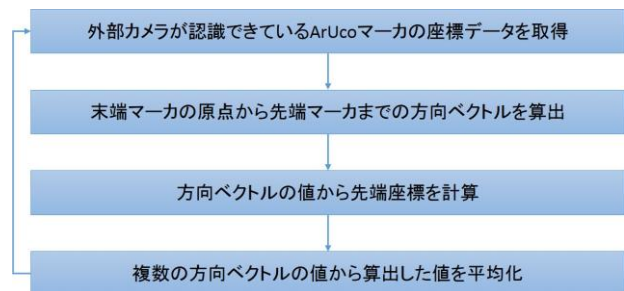 外部カメラが認識できているArUcoマーカの座標データを取得
末端マーカの原点から先端マーカまでの方向ベクトルを算出
方向ベクトルの値から先端座標を計算
複数の方向ベクトルの値から算出した値を平均化